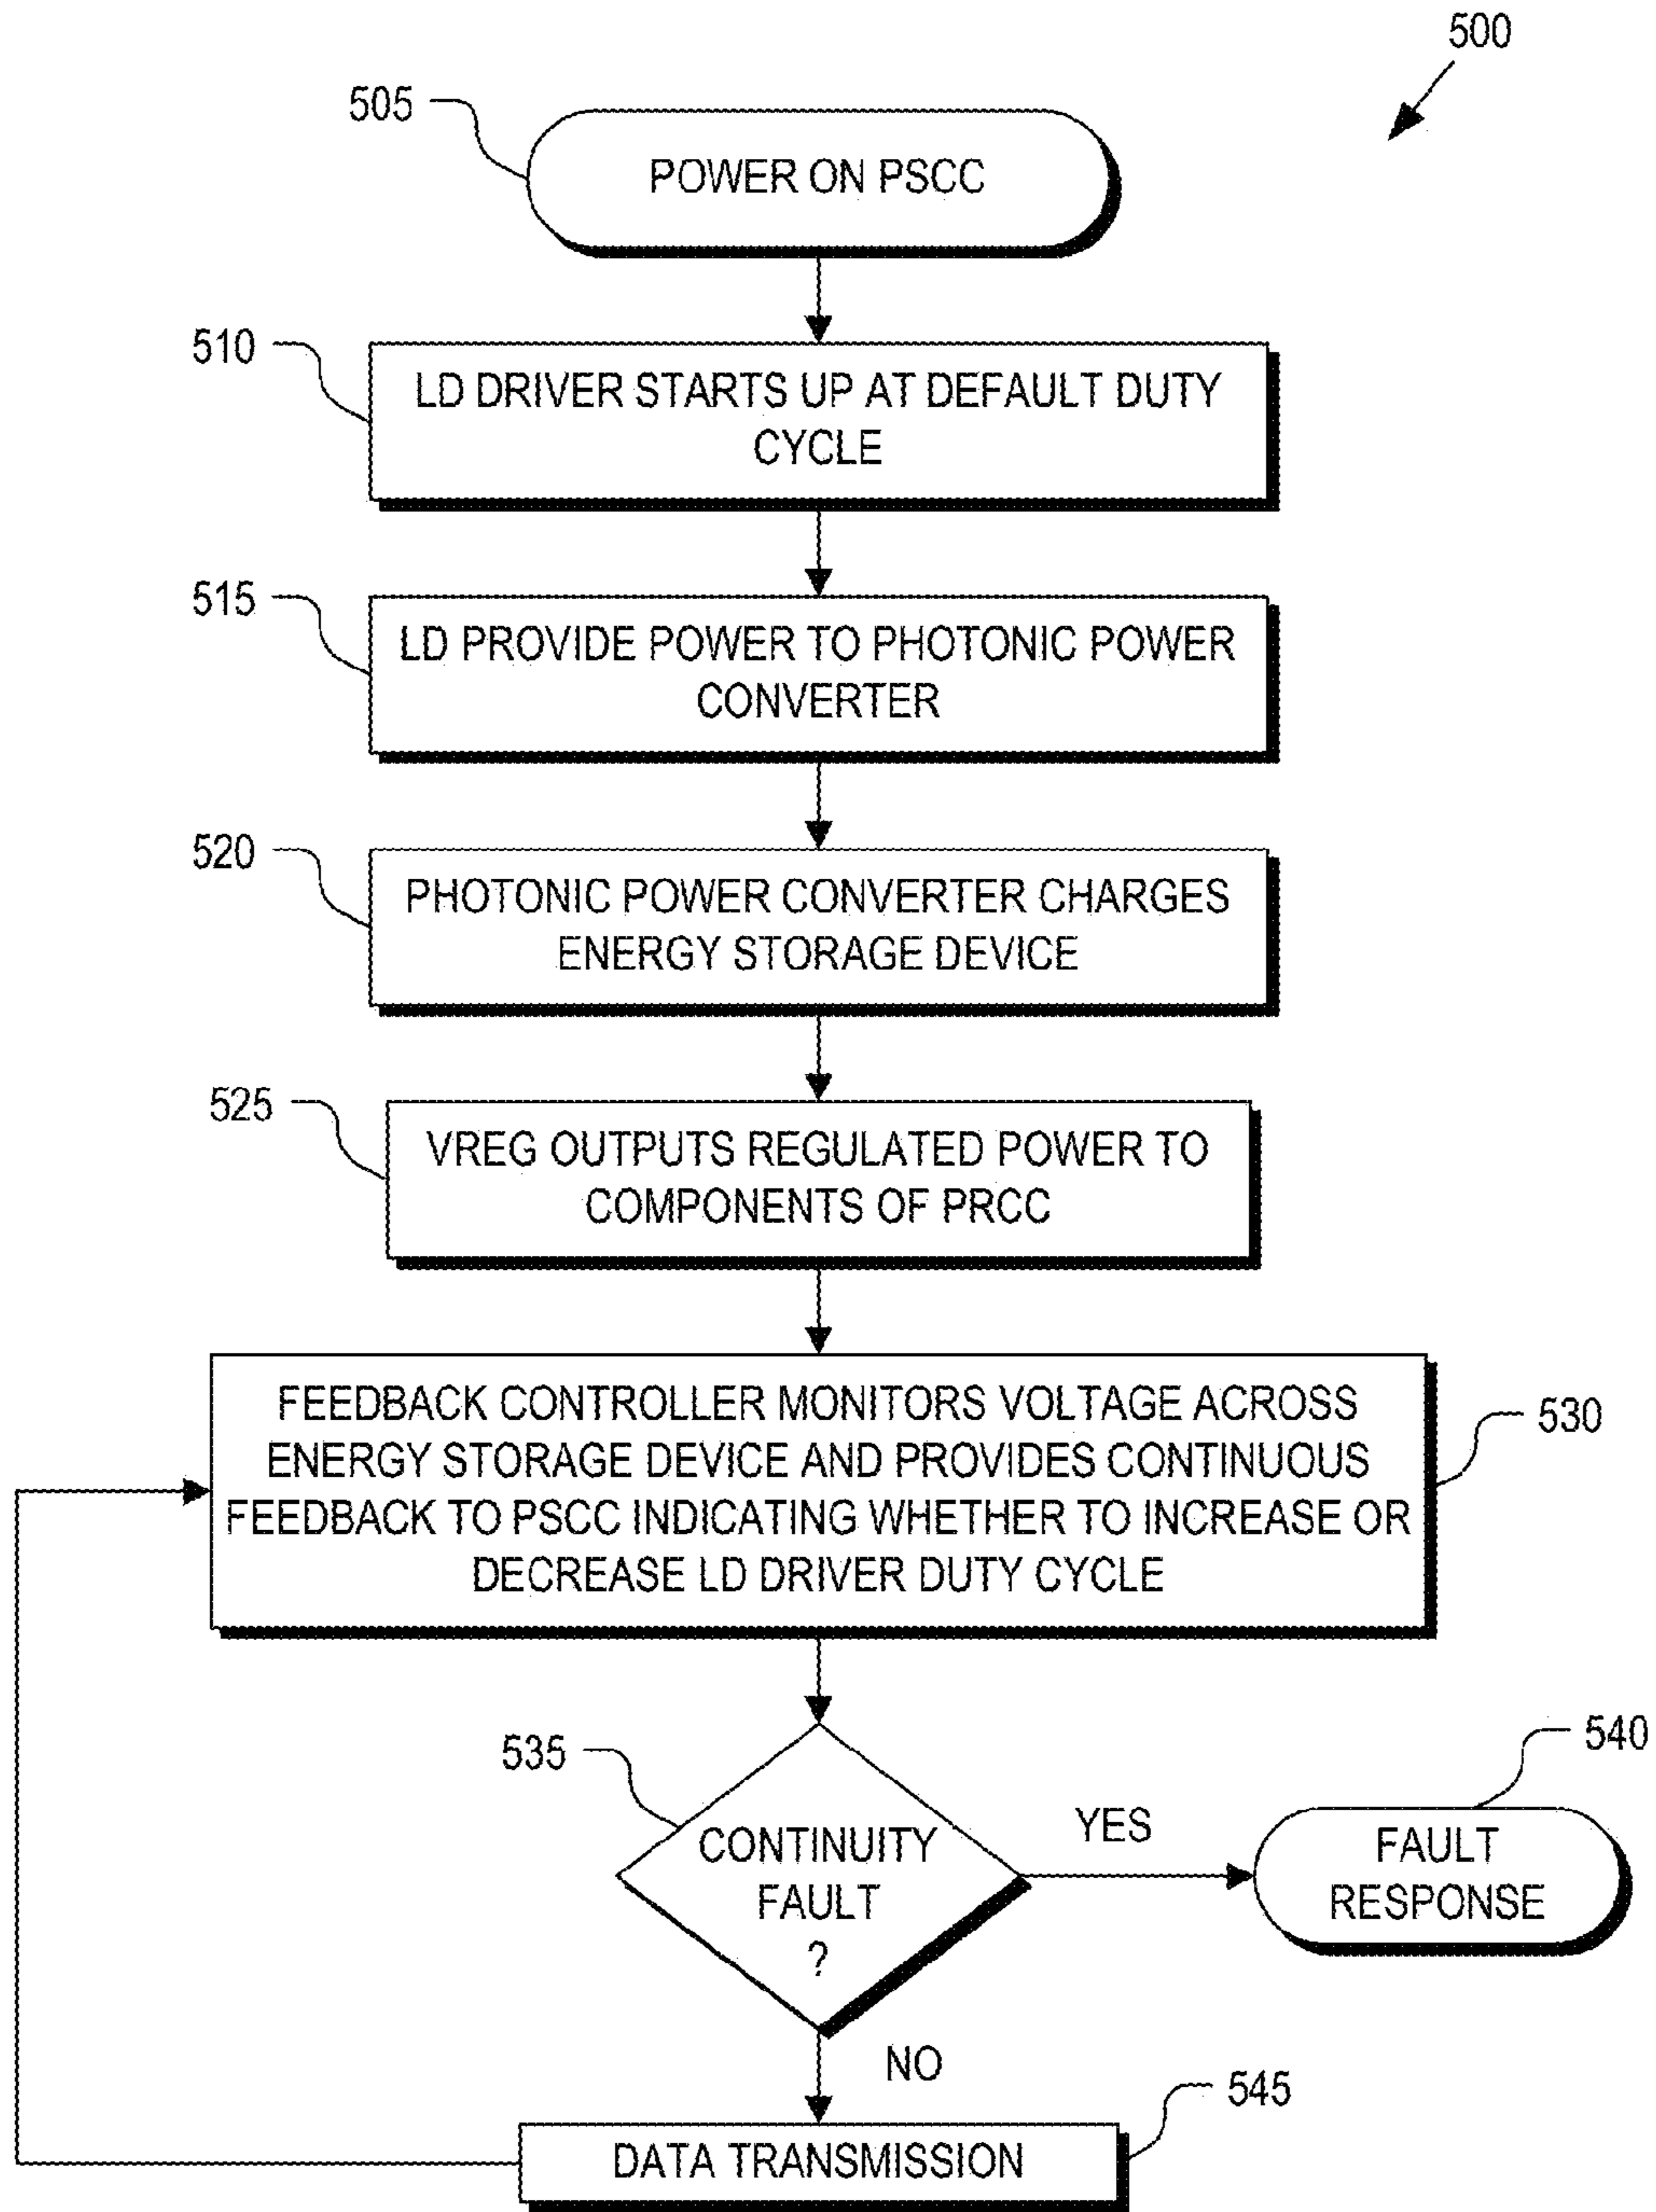 500
505
POWER ON PSCC
510
LD DRIVER STARTS UP AT DEFAULT DUTY
CYCLE
515
LD PROVIDE POWER TO PHOTONIC POWER
CONVERTER
520
PHOTONIC POWER CONVERTER CHARGES
ENERGY STORAGE DEVICE
525
VREG OUTPUTS REGULATED POWER TO
COMPONENTS OF PRCC
FEEDBACK CONTROLLER MONITORS VOLTAGE ACROSS
ENERGY STORAGE DEVICE AND PROVIDES CONTINUOUS
FEEDBACK TO PSCC INDICATING WHETHER TO INCREASE OR
DECREASE LD DRIVER DUTY CYCLE
530
535
CONTINUITY
FAULT
?
YES
540
FAULT
RESPONSE
NO
545
DATA TRANSMISSION